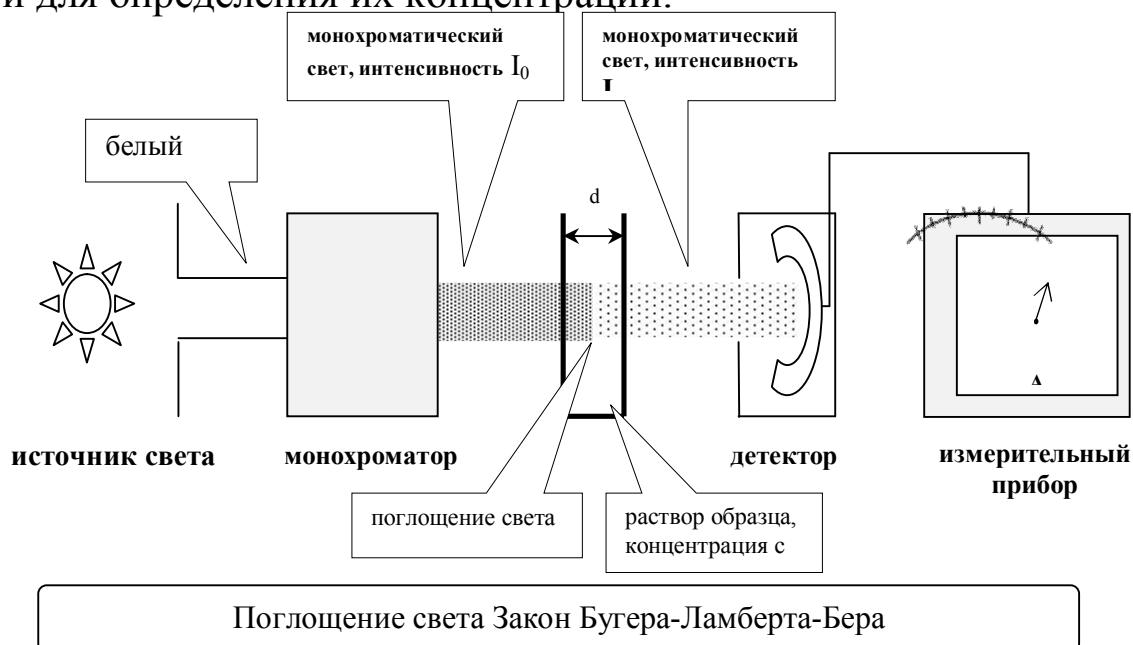 и для определения их концентрации.
монохроматический
свет, интенсивность I₀
монохроматический
свет, интенсивность
I
белый
d
источник света
монохроматор
детектор
измерительный
прибор
поглощение света
раствор образца,
концентрация с
Поглощение света Закон Бугера-Ламберта-Бера